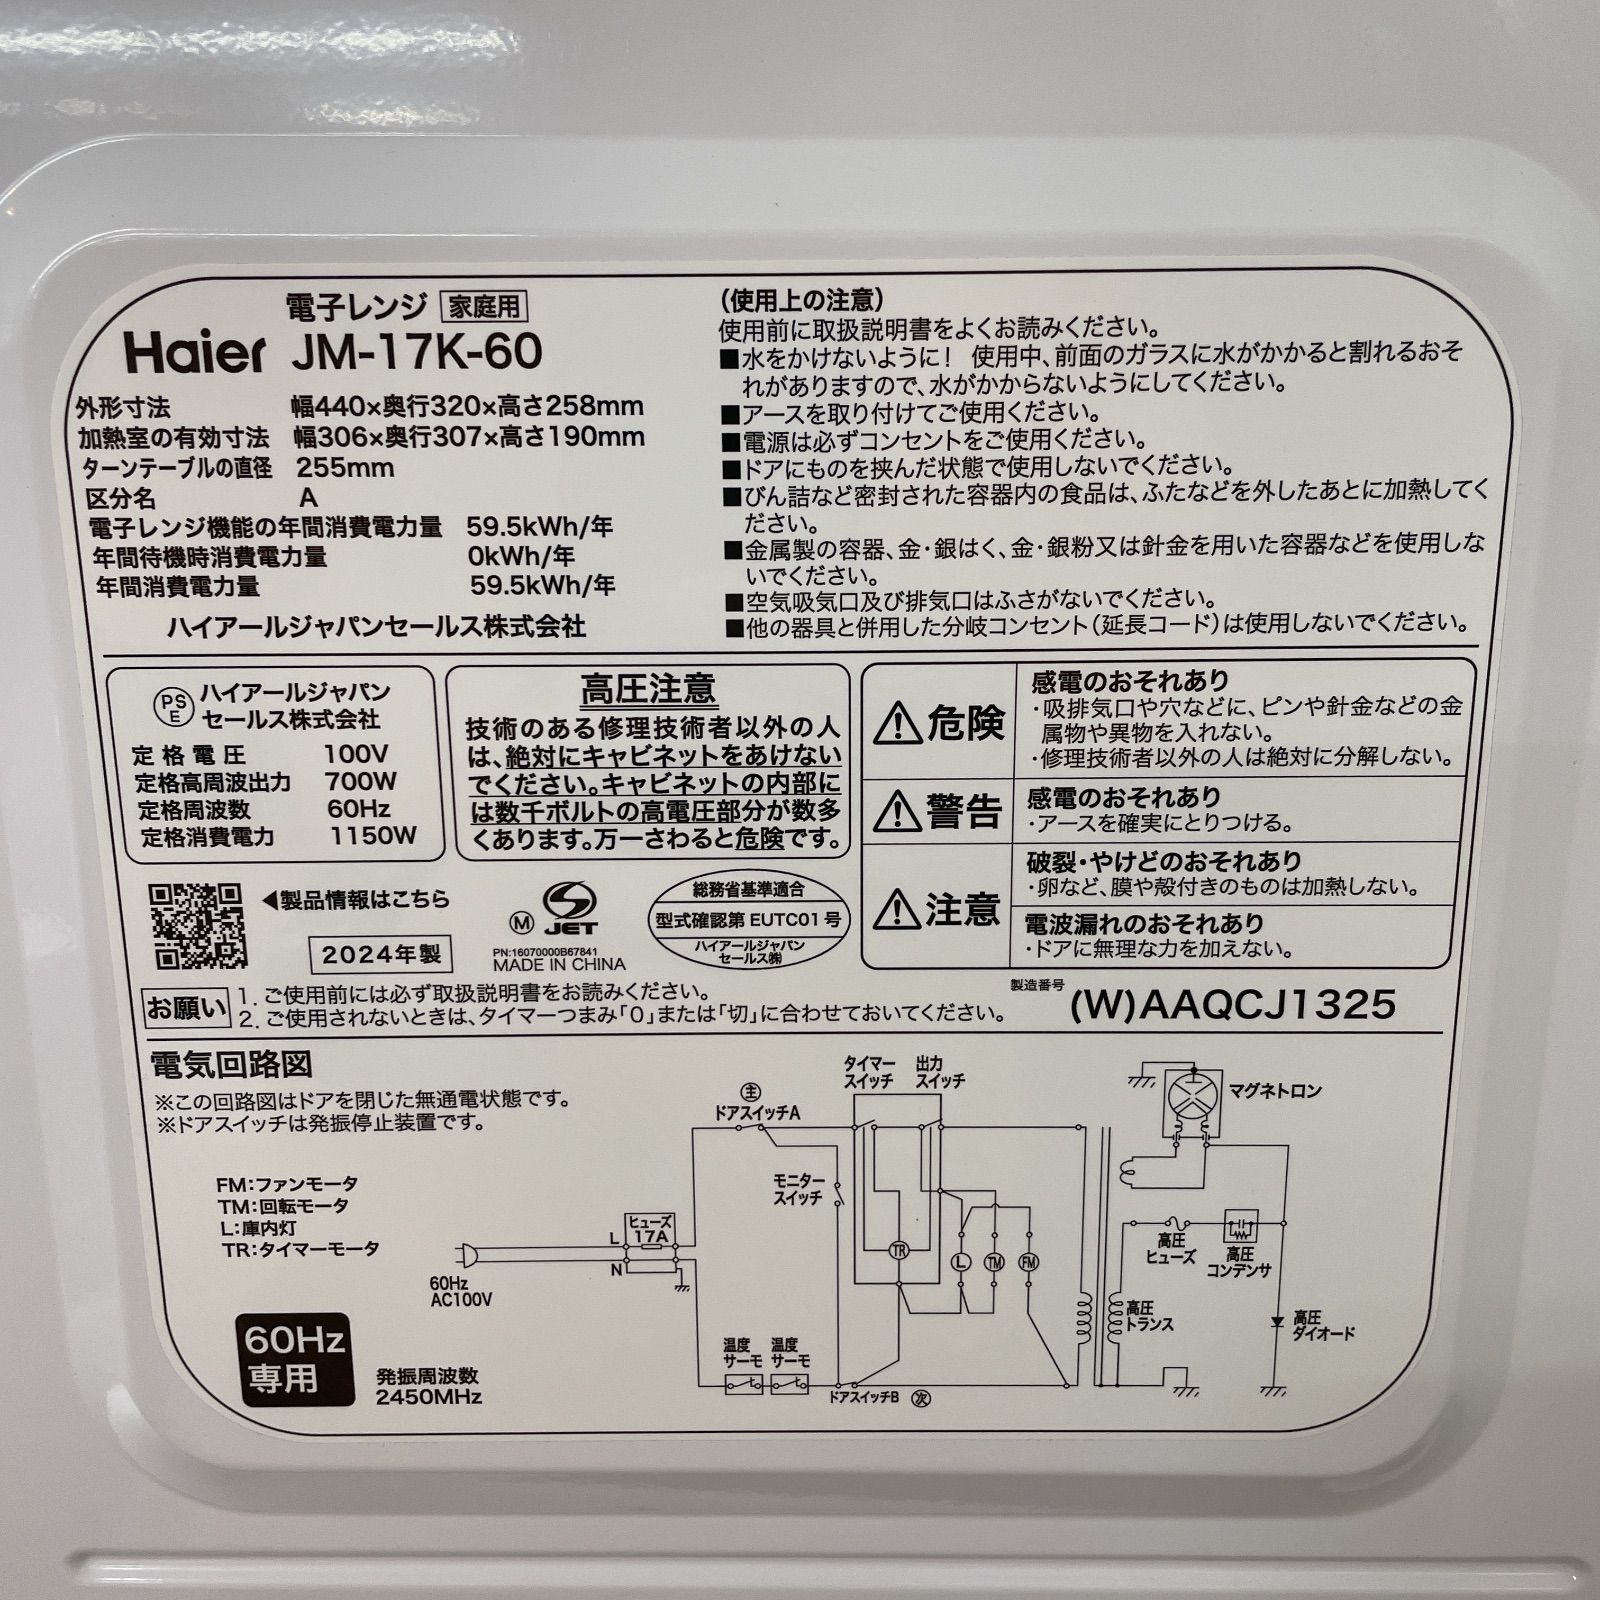 電子レンジ 家庭用
Haier JM-17K-60
外形寸法 幅440×奥行320×高さ258mm
加熱室の有効寸法 幅306×奥行307×高さ190mm
ターンテーブルの直径 255mm
区分名 A
電子レンジ機能の年間消費電力量 59.5kWh/年
年間待機時消費電力量 0kWh/年
年間消費電力量 59.5kWh/年
ハイアールジャパンセールス株式会社
(使用上の注意)
使用前に取扱説明書をよくお読みください。
■水をかけないように! 使用中、前面のガラスに水がかかると割れるおそ
れがありますので、水がかからないようにしてください。
■アースを取り付けてご使用ください。
■電源は必ずコンセントをご使用ください。
■ドアにものを挟んだ状態で使用しないでください。
■びん詰など密封された容器内の食品は、ふたなどを外したあとに加熱してく
ださい。
■金属製の容器、金・銀はく、金・銀粉又は針金を用いた容器などを使用しな
いでください。
■空気吸気口及び排気口はふさがないでください。
■他の器具と併用した分岐コンセント(延長コード)は使用しないでください。
PS
E
ハイアールジャパン
セールス株式会社
定格電圧 100V
定格高周波出力 700W
定格周波数 60Hz
定格消費電力 1150W
高圧注意
技術のある修理技術者以外の人
は、絶対にキャビネットをあけない
でください。キャビネットの内部に
は数千ボルトの高電圧部分が数多
くあります。万一さわると危険です。
危険
感電のおそれあり
・吸排気口や穴などに、ピンや針金などの金
属物や異物を入れない。
・修理技術者以外の人は絶対に分解しない。
警告
感電のおそれあり
・アースを確実にとりつける。
注意
破裂・やけどのおそれあり
・卵など、膜や殻付きのものは加熱しない。
電波漏れのおそれあり
・ドアに無理な力を加えない。
◀製品情報はこちら
2024年製
M
JET
PN:16070000B67841
MADE IN CHINA
総務省基準適合
型式確認第 EUTC01号
ハイアールジャパン
セールス㈱
お願い
1. ご使用前には必ず取扱説明書をお読みください。
2. ご使用されないときは、タイマーつまみ「0」または「切」に合わせておいてください。
製造番号 (W)AAQCJ1325
電気回路図
※この回路図はドアを閉じた無通電状態です。
※ドアスイッチは発振停止装置です。
FM:ファンモータ
TM:回転モータ
L:庫内灯
TR:タイマーモータ
60Hz
専用
発振周波数
2450MHz
60Hz
AC100V
L
N
ヒューズ
17A
主
ドアスイッチA
モニター
スイッチ
タイマー
スイッチ
出力
スイッチ
TR
L
TM
FM
温度
サーモ
温度
サーモ
ドアスイッチB 次
マグネトロン
高圧
ヒューズ
高圧
コンデンサ
高圧
トランス
高圧
ダイオード